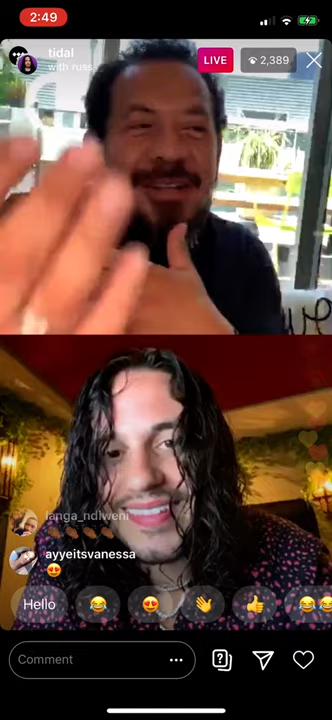 2:49
tidal
with russ
LIVE
2,389
langa_ndlweni
ayyeitsvanessa
Hello
Comment